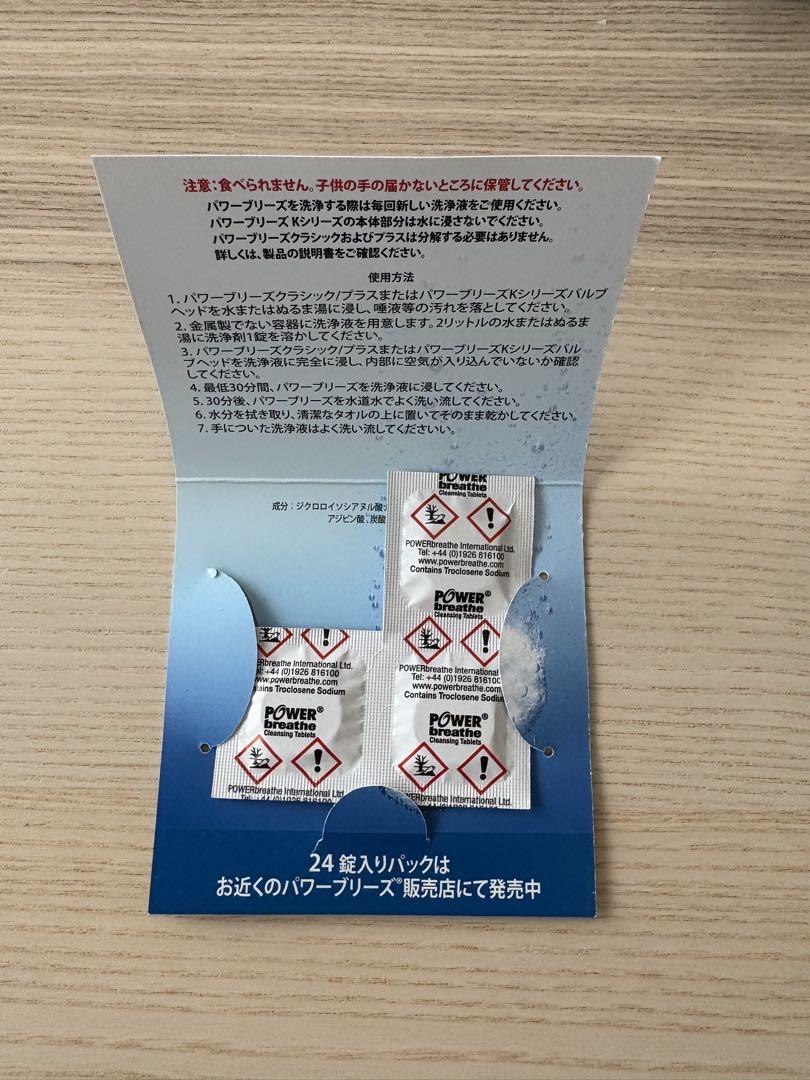 注意:食べられません。子供の手の届かないところに保管してください。
パワーブリーズを洗浄する際は毎回新しい洗浄液をご使用ください。
パワーブリーズ Kシリーズの本体部分は水に浸さないでください。
パワーブリーズクラシックおよびプラスは分解する必要はありません。
詳しくは、製品の説明書をご確認ください。
使用方法
1. パワーブリーズクラシック/プラスまたはパワーブリーズKシリーズバルブ
ヘッドを水またはぬるま湯に浸し、唾液等の汚れを落としてください。
2. 金属製でない容器に洗浄液を用意します。2リットルの水またはぬるま
湯に洗浄剤1錠を溶かしてください。
3. パワーブリーズクラシック/プラスまたはパワーブリーズKシリーズバル
ブヘッドを洗浄液に完全に浸し、内部に空気が入り込んでいないか確認
してください。
4. 最低30分間、パワーブリーズを洗浄液に浸してください。
5. 30分後、パワーブリーズを水道水でよく洗い流してください。
6. 水分を拭き取り、清潔なタオルの上に置いてそのまま乾かしてください。
7. 手についた洗浄液はよく洗い流してくださいい。
成分:ジクロロイソシアヌル酸
アジピン酸、炭酸
POWER
breathe
Cleansing Tablets
POWERbreathe International Ltd.
Tel: +44 (0)1926 816100
www.powerbreathe.com
Contains Troclosene Sodium
POWER®
breathe
Cleansing Tablets
POWERbreathe International
Tel: +44 (0)1926 816100
www.powerbreathe.com
Contains Troclosene Sodiu
POWER®
breathe
Cleansing Tablets
POWERbreathe International Ltd.
ERbreathe International Ltd.
el: +44 (0)1926 816100
www.powerbreathe.com
tains Troclosene Sodium
POWER®
breathe
Cleansing Tablets
POWERbreathe International Ltd.
Tel: +44 (0)1926 816100
24 錠入りパックは
お近くのパワーブリーズ®販売店にて発売中